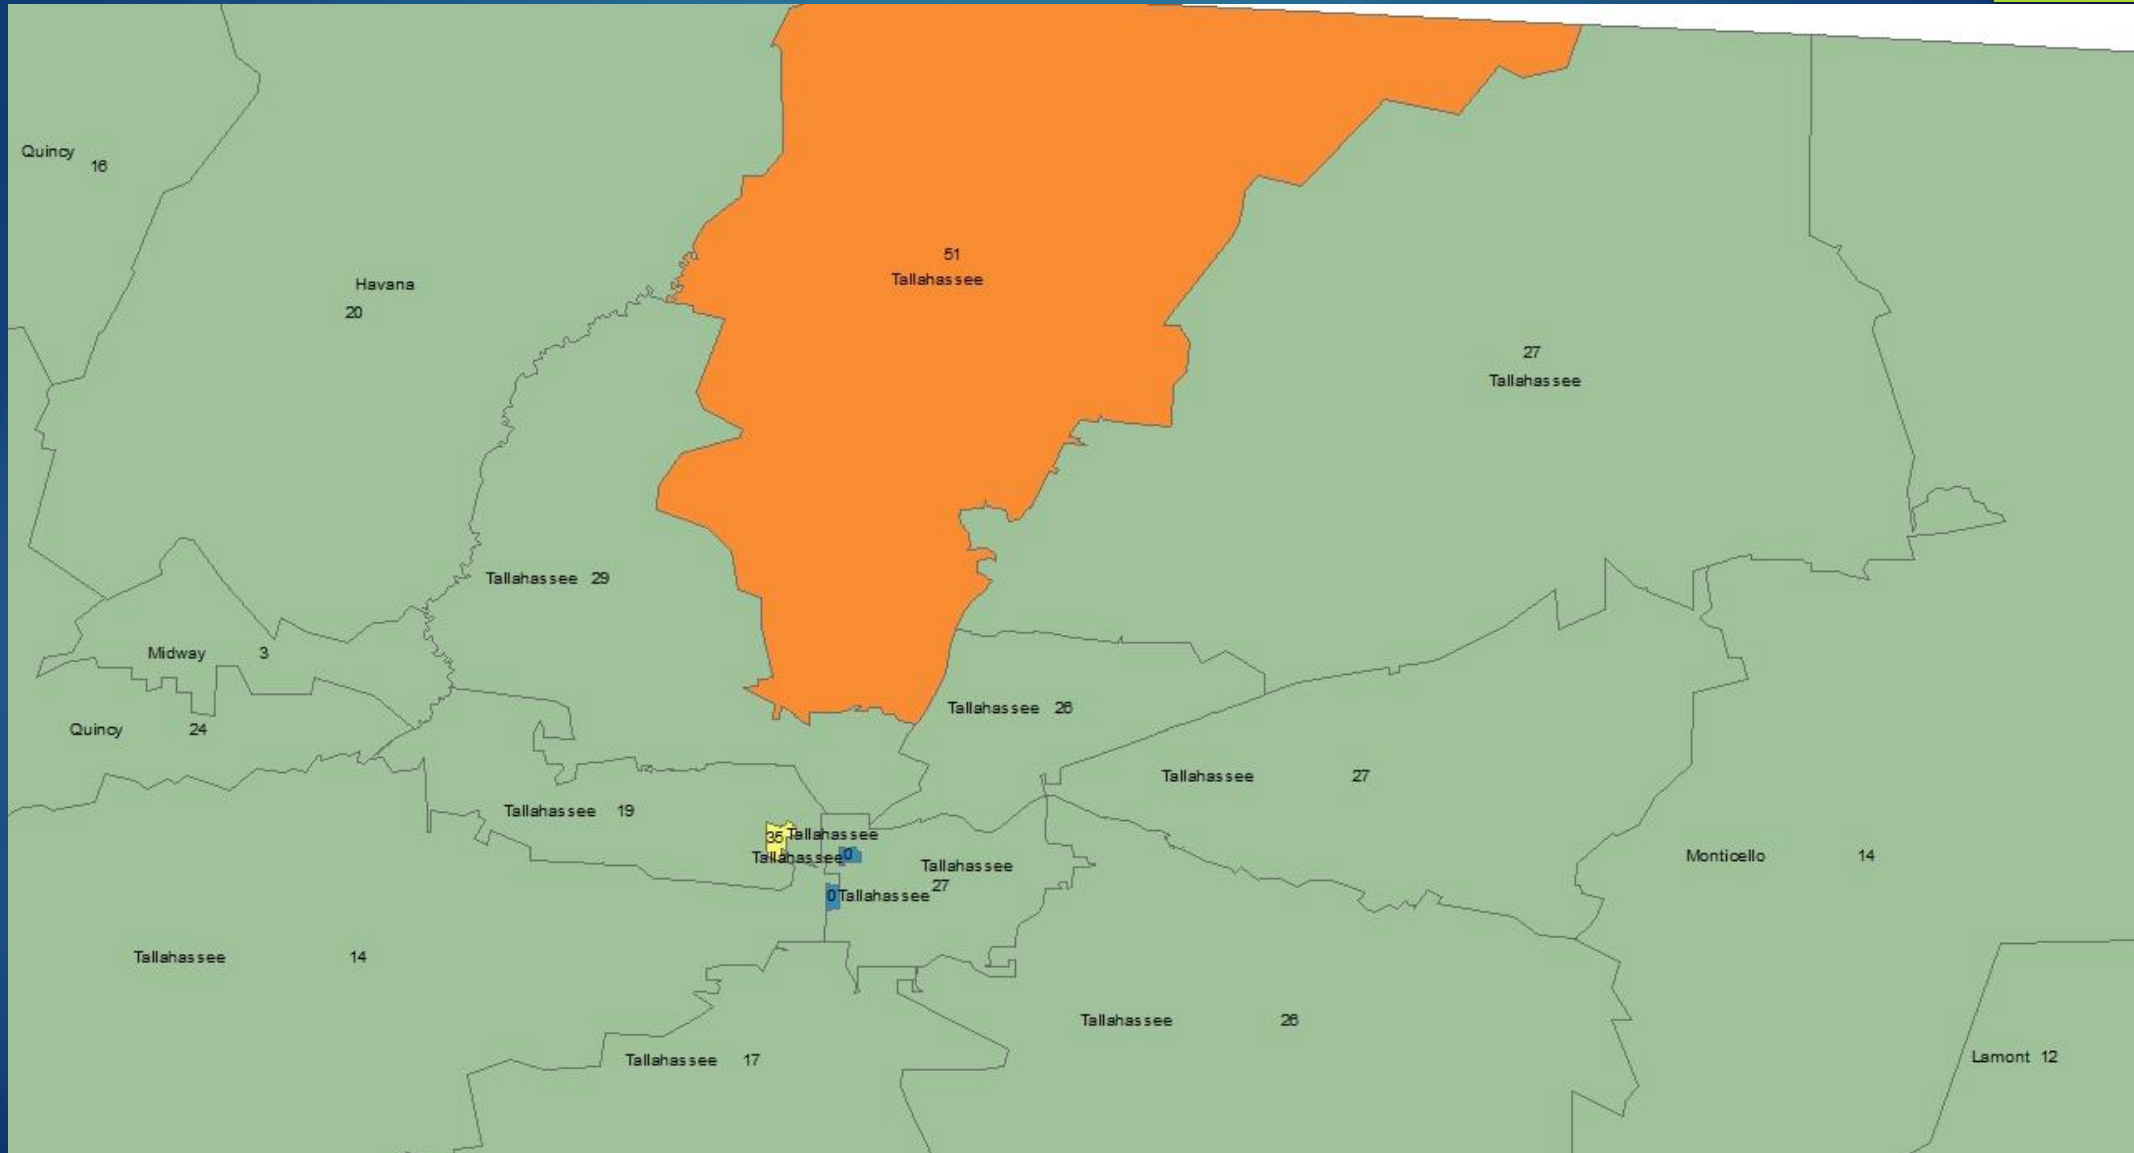 Quincy
16
51
Tallahassee
Havana
20
27
Tallahassee
Tallahassee 29
Midway 3
Tallahassee 26
Quincy 24
Tallahassee 27
Tallahassee 19
35 Tallahassee
Tallahassee 0
Tallahassee
27
Monticello 14
0 Tallahassee
Tallahassee 14
Tallahassee 26
Tallahassee 17
Lamont 12